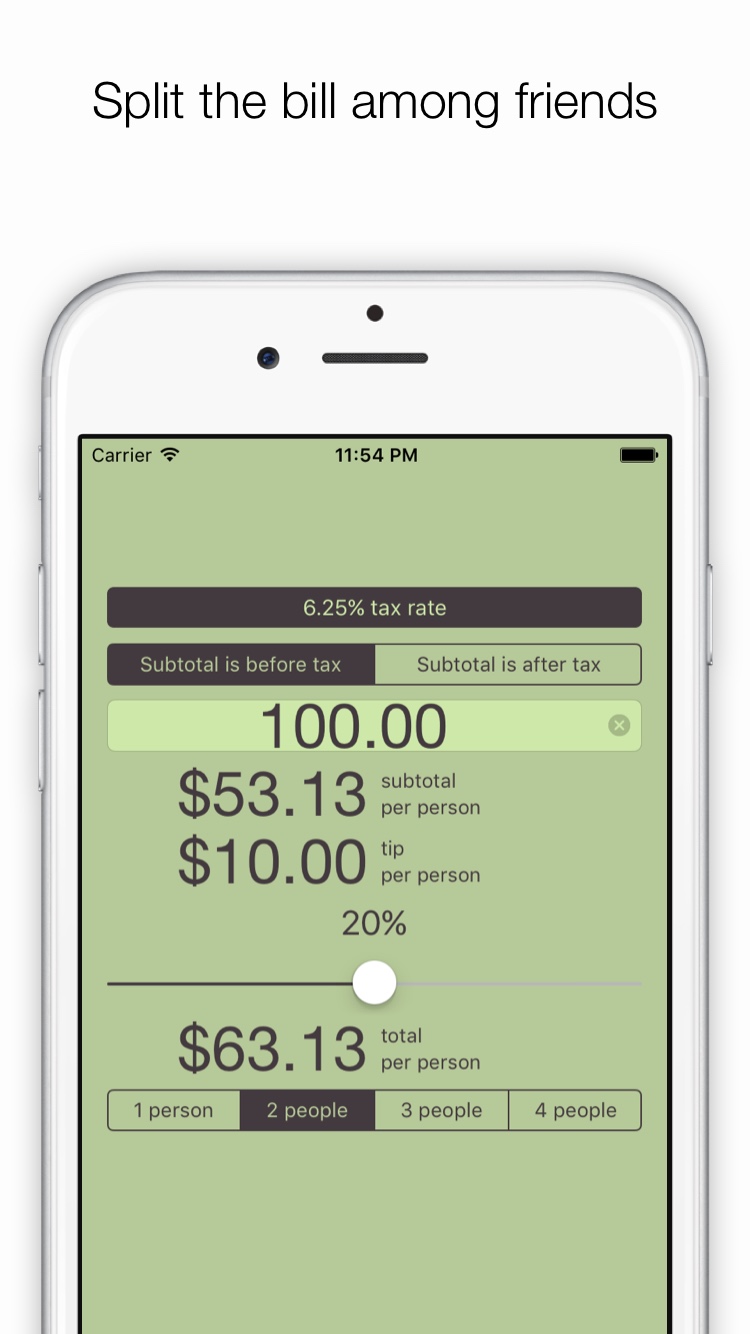 Split the bill among friends
Carrier 11:54 PM
6.25% tax rate
Subtotal is before tax Subtotal is after tax
100.00
$53.13 subtotal
per person
$10.00 tip
per person
20%
$63.13 total
per person
1 person 2 people 3 people 4 people